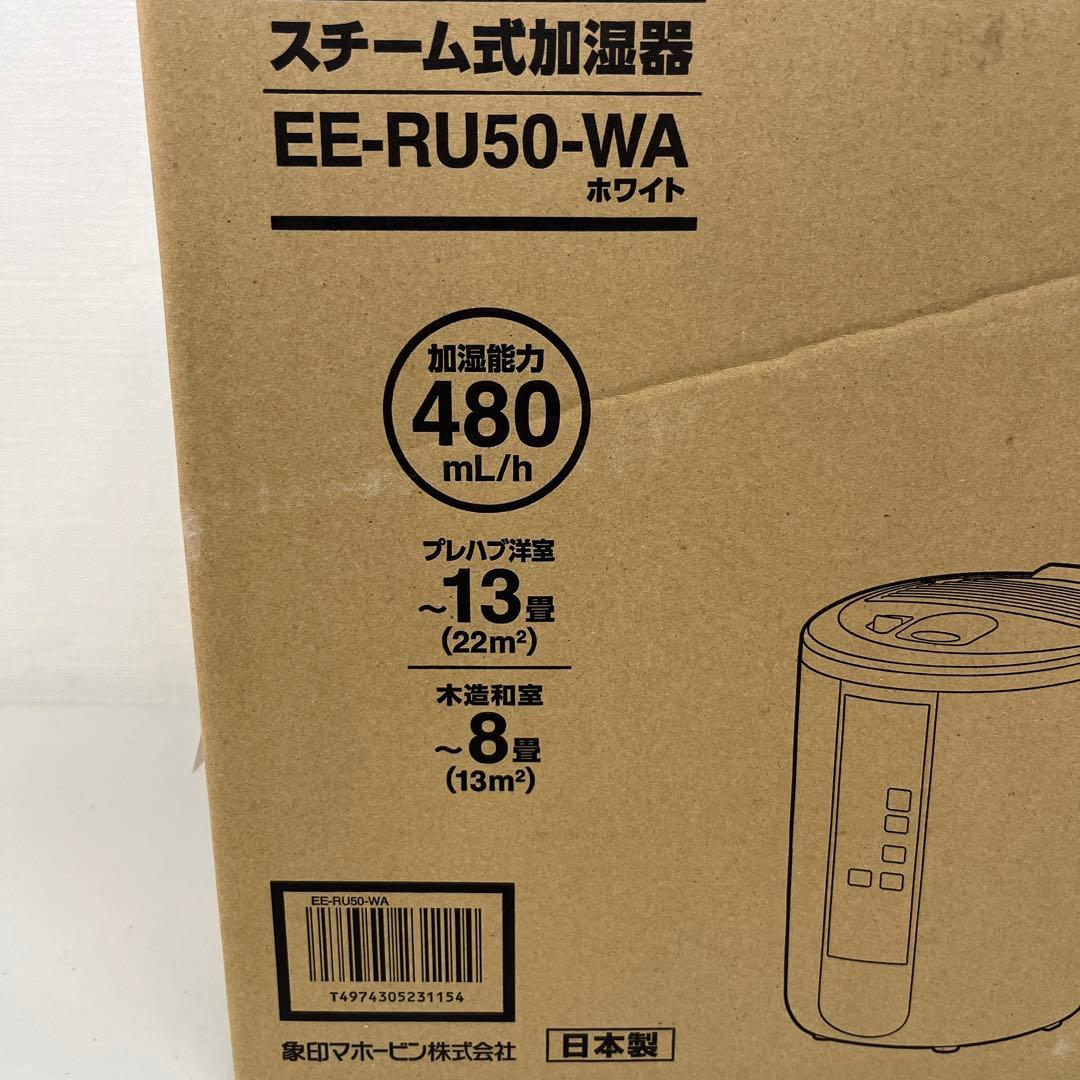 スチーム式加湿器
EE-RU50-WA
ホワイト
加湿能力
480
mL/h
プレハブ洋室
～13畳
(22m²)
木造和室
～8畳
(13m²)
EE-RU50-WA
T4974305231154
象印マホービン株式会社
日本製